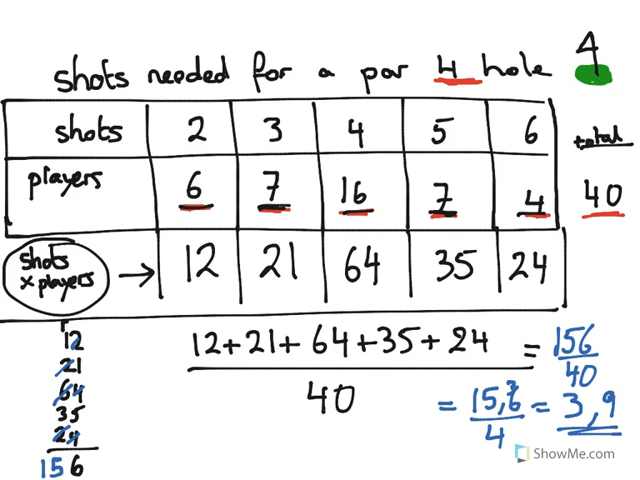 shots needed for a par 4 hole 4
shots 2 3 4 5 6 total
players 6 7 16 7 4 40
shots
x players → 12 21 64 35 24
12
21
64
35
24
156
12+21+64+35+24
40
= 156
40
= 15,6
4
= 3,9
ShowMe.com